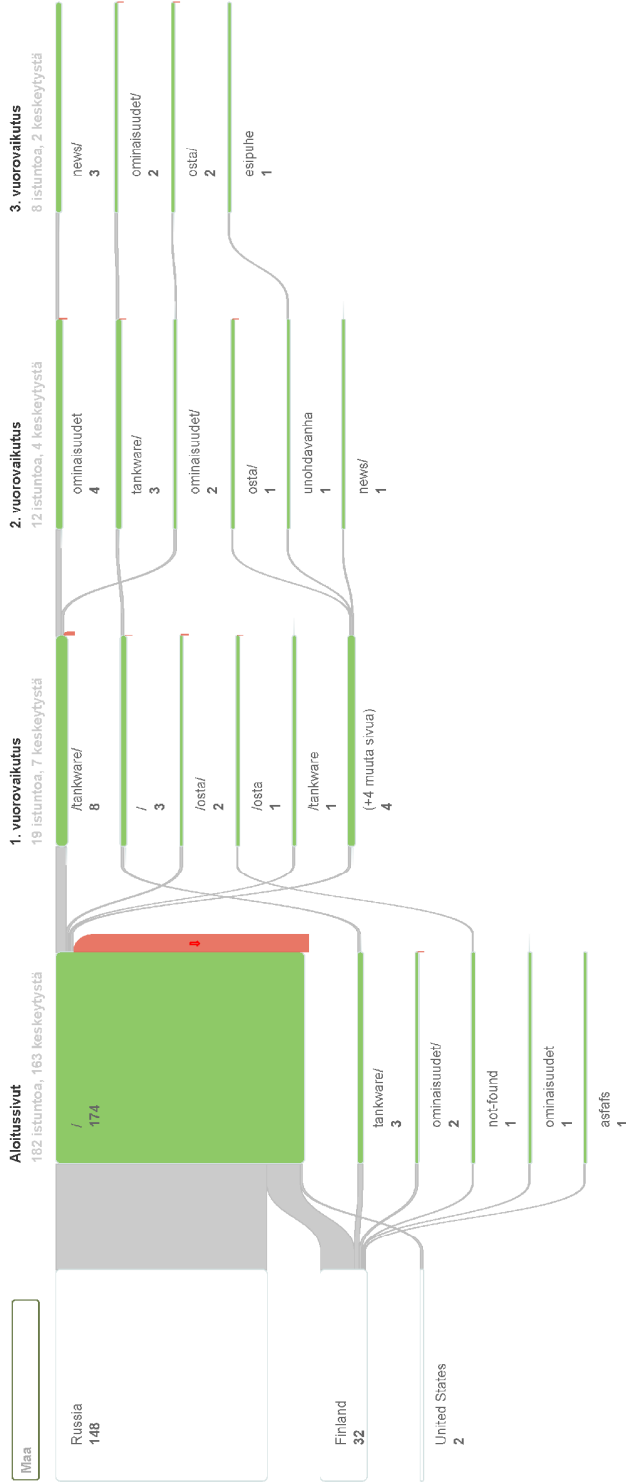 Maa
Russia
148
Finland
32
United States
2
Aloitussivut
182 istuntoa, 163 keskeytystä
/
174
tankware/
3
ominaisuudet/
2
not-found
1
ominaisuudet
1
asfafs
1
1. vuorovaikutus
19 istuntoa, 7 keskeytystä
/tankware/
8
/
3
/osta/
2
/osta
1
/tankware
1
(+4 muuta sivua)
4
2. vuorovaikutus
12 istuntoa, 4 keskeytystä
ominaisuudet
4
tankware/
3
ominaisuudet/
2
osta/
1
unohdavanha
1
news/
1
3. vuorovaikutus
8 istuntoa, 2 keskeytystä
news/
3
ominaisuudet/
2
osta/
2
esipuhe
1